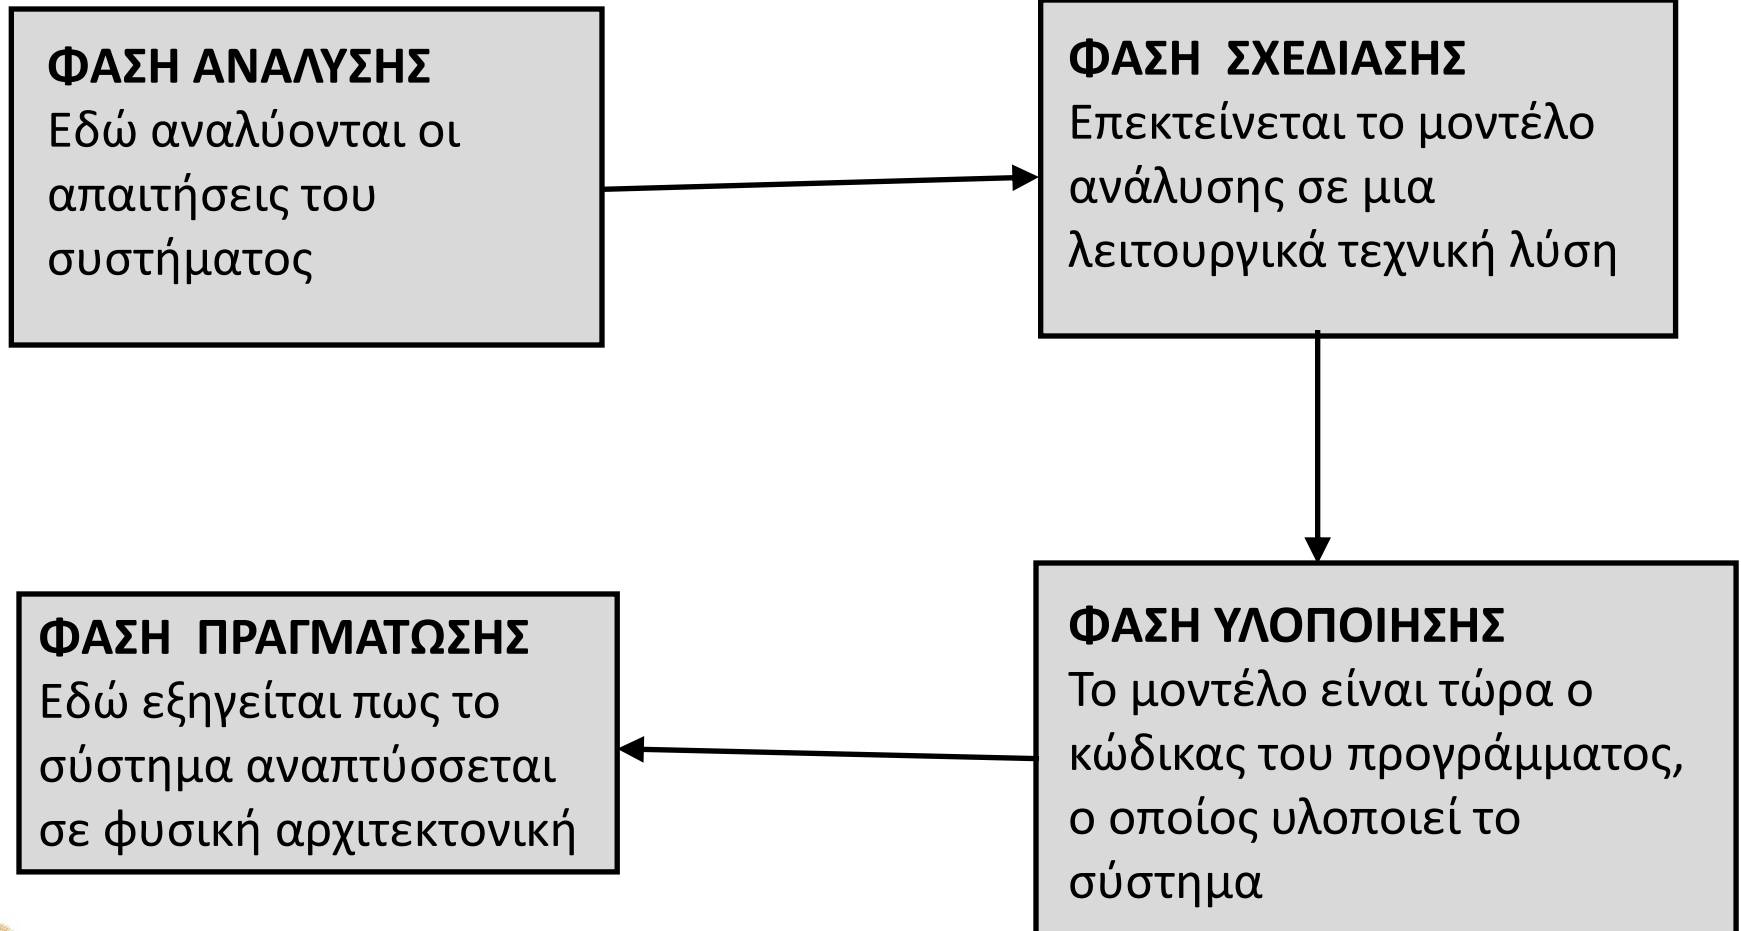 ΦΑΣΗ ΑΝΑΛΥΣΗΣ
Εδώ αναλύονται οι
απαιτήσεις του
συστήματος
ΦΑΣΗ ΣΧΕΔΙΑΣΗΣ
Επεκτείνεται το μοντέλο
ανάλυσης σε μια
λειτουργικά τεχνική λύση
ΦΑΣΗ ΥΛΟΠΟΙΗΣΗΣ
Το μοντέλο είναι τώρα ο
κώδικας του προγράμματος,
ο οποίος υλοποιεί το
σύστημα
ΦΑΣΗ ΠΡΑΓΜΑΤΩΣΗΣ
Εδώ εξηγείται πως το
σύστημα αναπτύσσεται
σε φυσική αρχιτεκτονική